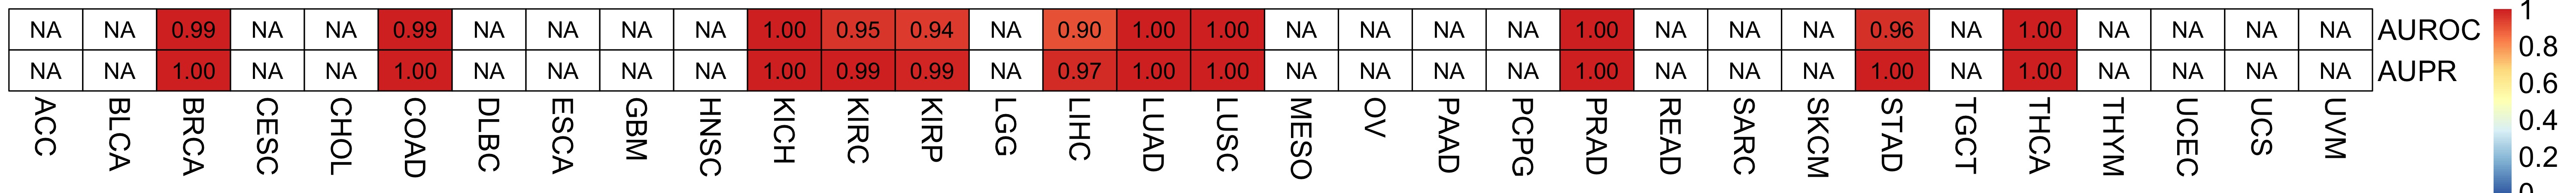 NA NA 0.99 NA NA 0.99 NA NA NA NA 1.00 0.95 0.94 NA 0.90 1.00 1.00 NA NA NA NA 1.00 NA NA NA 0.96 NA 1.00 NA NA NA NA AUROC
NA NA 1.00 NA NA 1.00 NA NA NA NA 1.00 0.99 0.99 NA 0.97 1.00 1.00 NA NA NA NA 1.00 NA NA NA 1.00 NA 1.00 NA NA NA NA AUPR
ACC BLCA BRCA CESC CHOL COAD DLBC ESCA GBM HNSC KICH KIRC KIRP LGG LIHC LUAD LUSC MESO OV PAAD PCPG PRAD READ SARC SKCM STAD TGCT THCA THYM UCEC UCS UVM
1
0.8
0.6
0.4
0.2
0